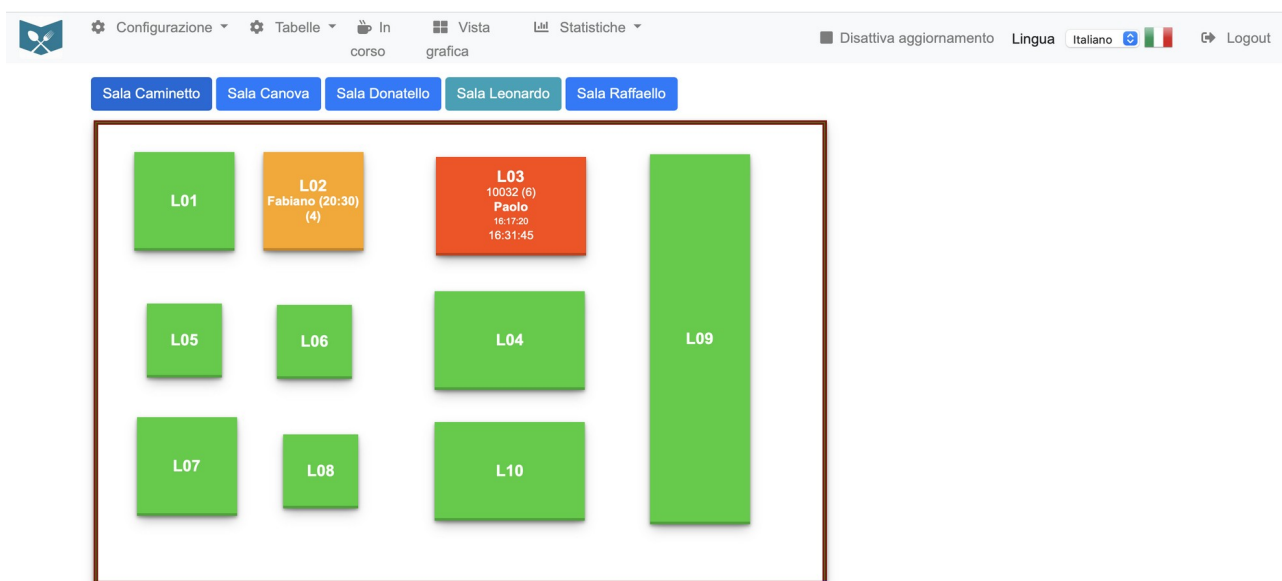 Configurazione
Tabelle
In corso
Vista grafica
Statistiche
Disattiva aggiornamento
Lingua
Italiano
Logout
Sala Caminetto
Sala Canova
Sala Donatello
Sala Leonardo
Sala Raffaello
L01
L02
Fabiano (20:30)
(4)
L03
10032 (6)
Paolo
16:17:20
16:31:45
L05
L06
L04
L09
L07
L08
L10